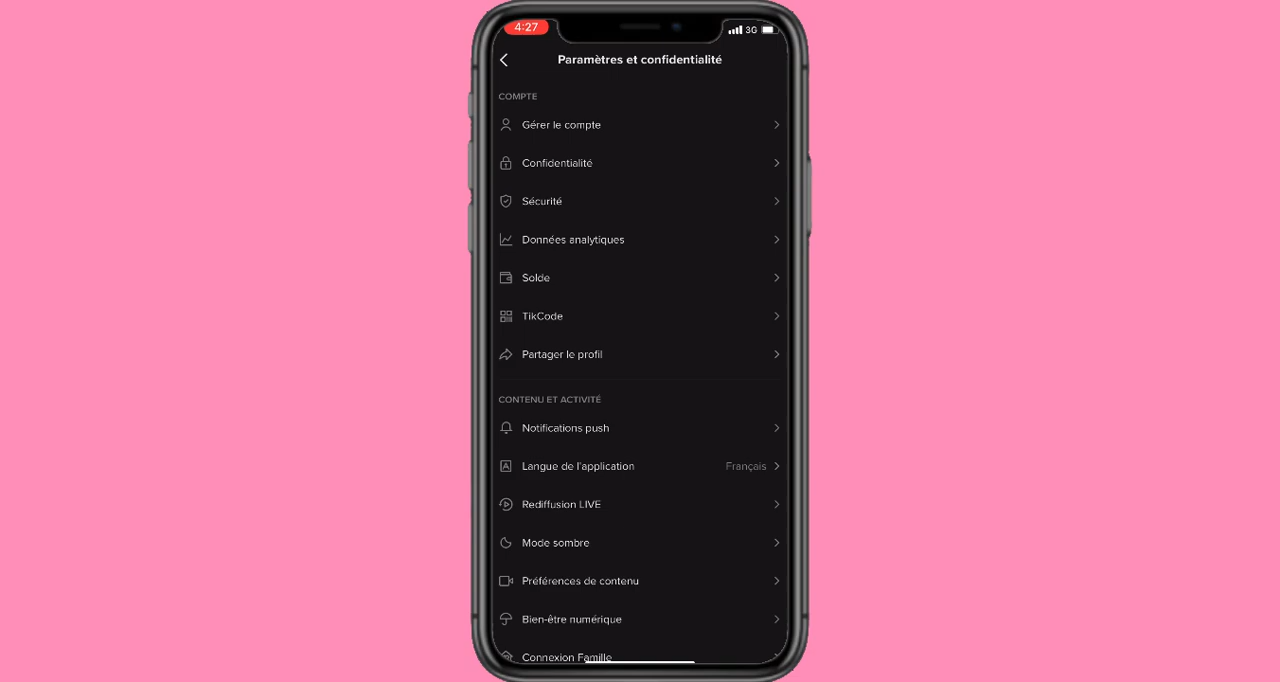 4:27
3G
Paramètres et confidentialité
COMPTE
Gérer le compte
Confidentialité
Sécurité
Données analytiques
Solde
TikCode
Partager le profil
CONTENU ET ACTIVITÉ
Notifications push
Langue de l'application Français
Rediffusion LIVE
Mode sombre
Préférences de contenu
Bien-être numérique
Connexion Famille